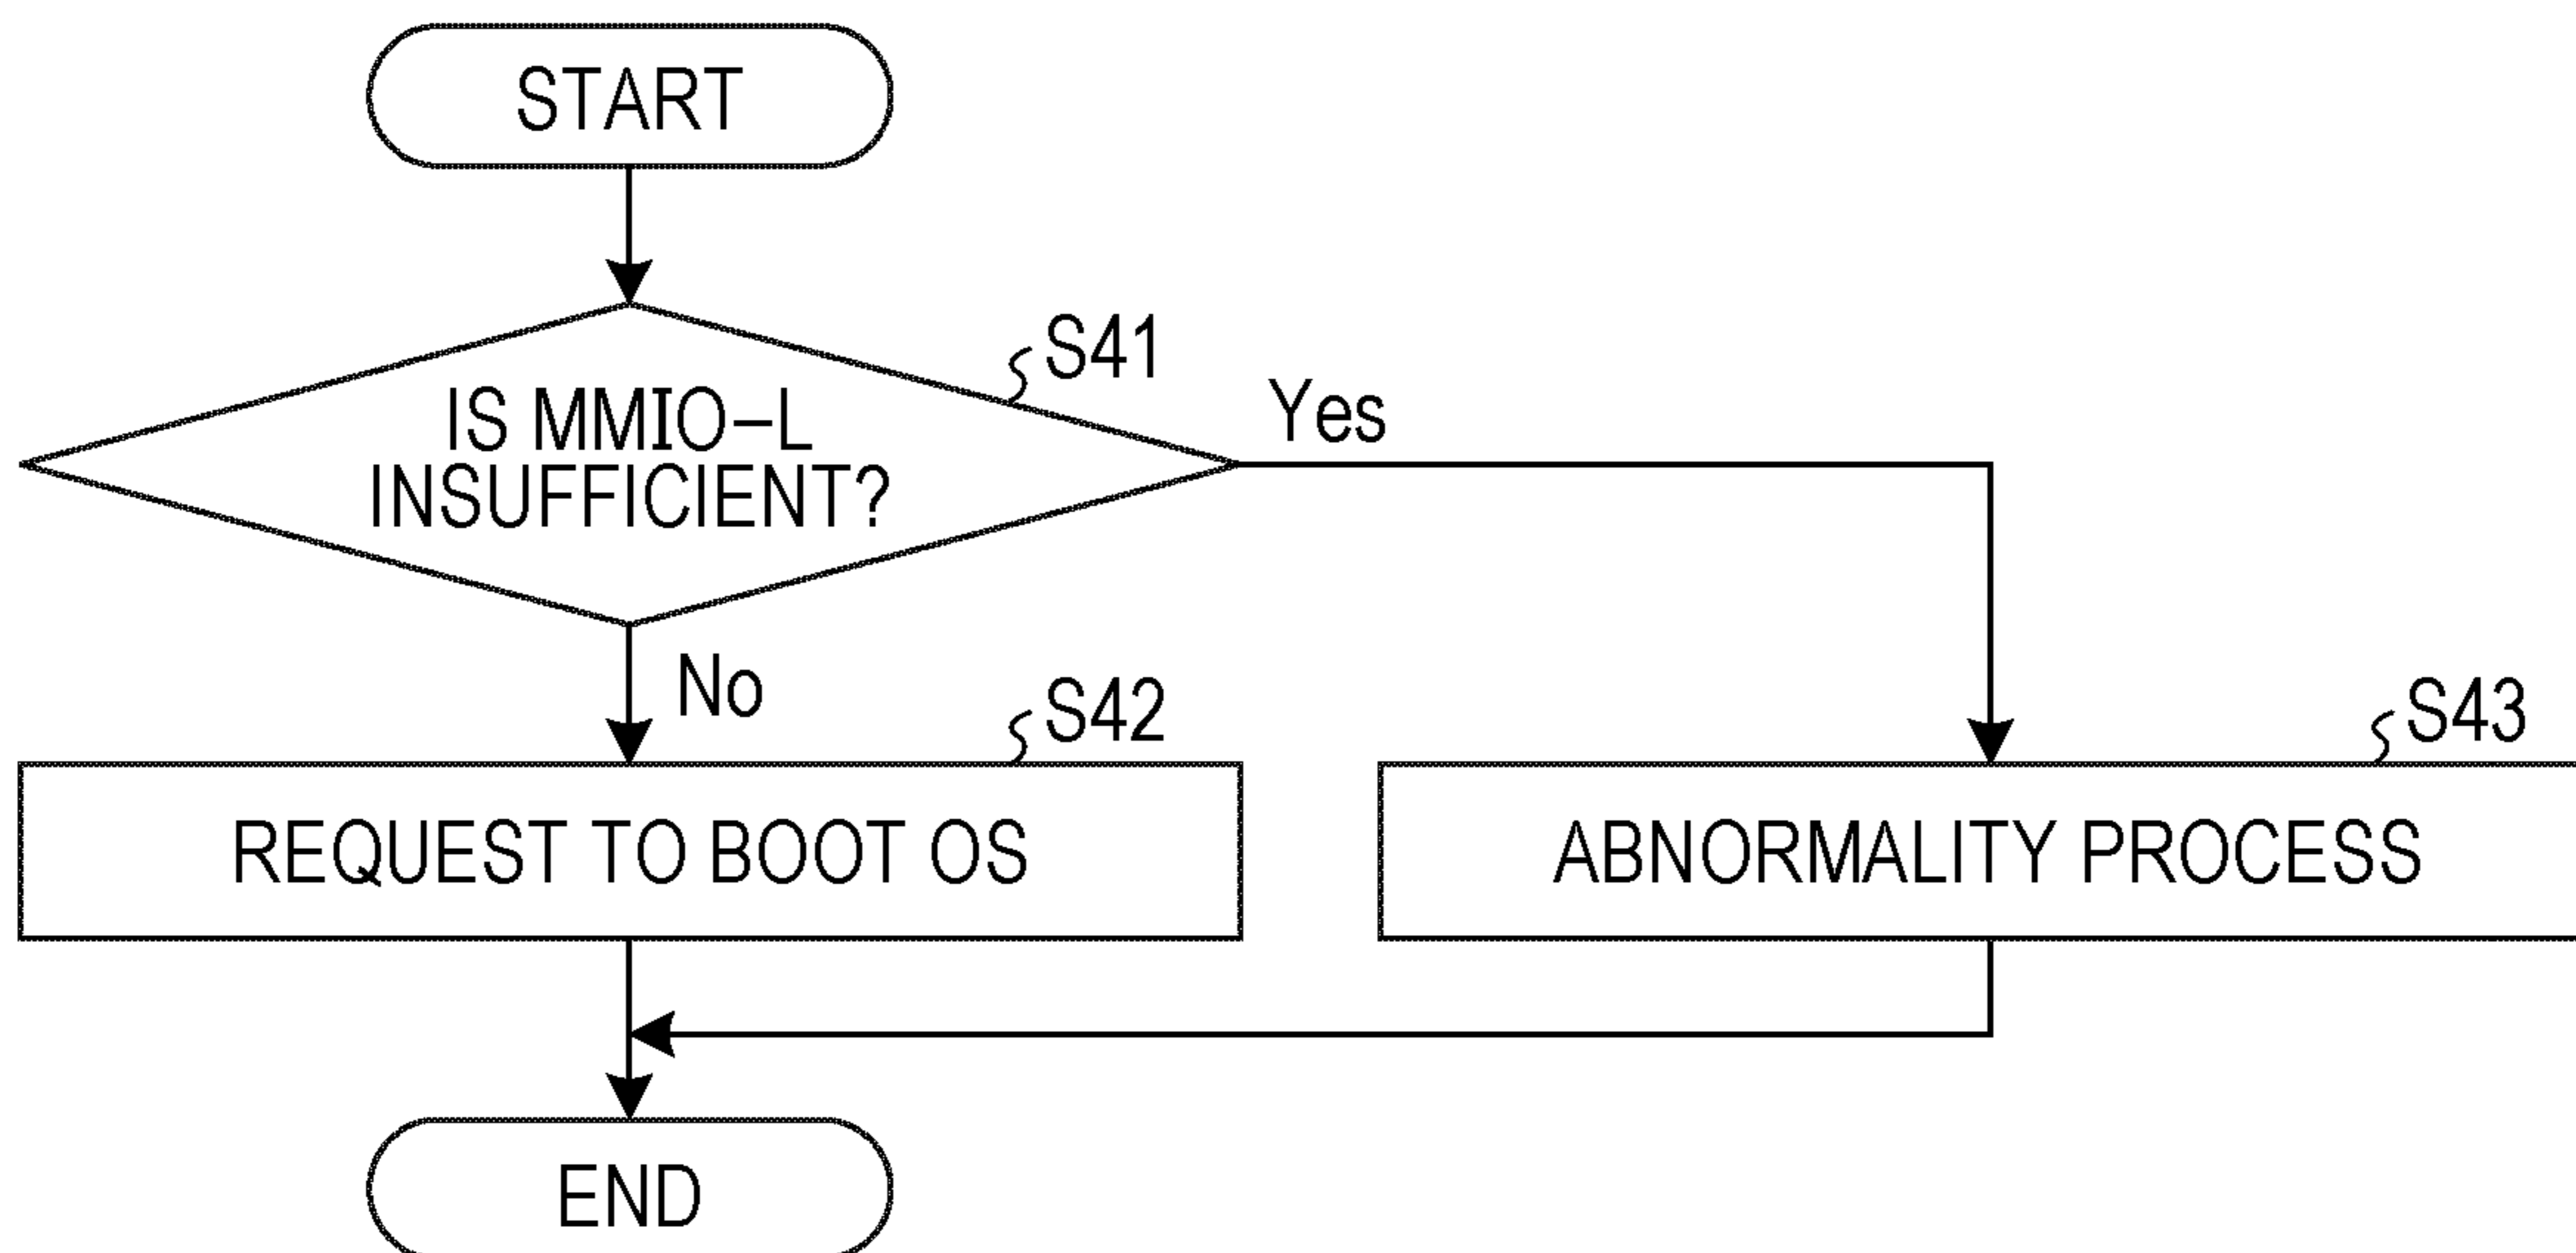 START
S41
IS MMIO-L
INSUFFICIENT?
Yes
No
S42
REQUEST TO BOOT OS
S43
ABNORMALITY PROCESS
END